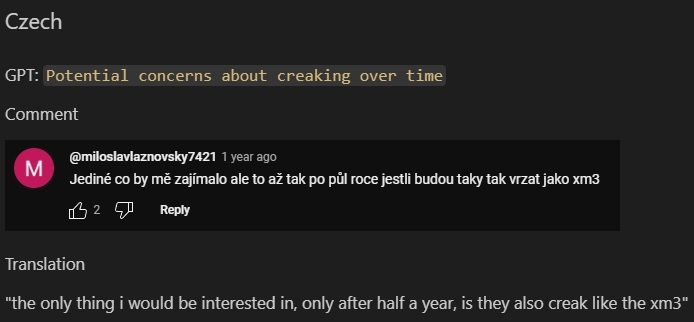 Czech
GPT: Potential concerns about creaking over time
Comment
M
@miloslavlaznovsky7421 1 year ago
Jediné co by mě zajímalo ale to až tak po půl roce jestli budou taky tak vrzat jako xm3
2 Reply
Translation
"the only thing i would be interested in, only after half a year, is they also creak like the xm3"